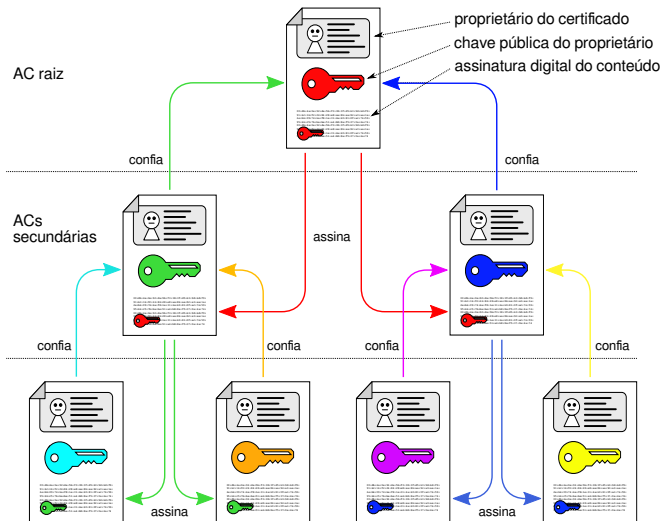 proprietário do certificado
AC raiz
chave pública do proprietário
assinatura digital do conteúdo
confia
confia
ACs
secundárias
assina
confia
confia
confia
confia
assina
assina